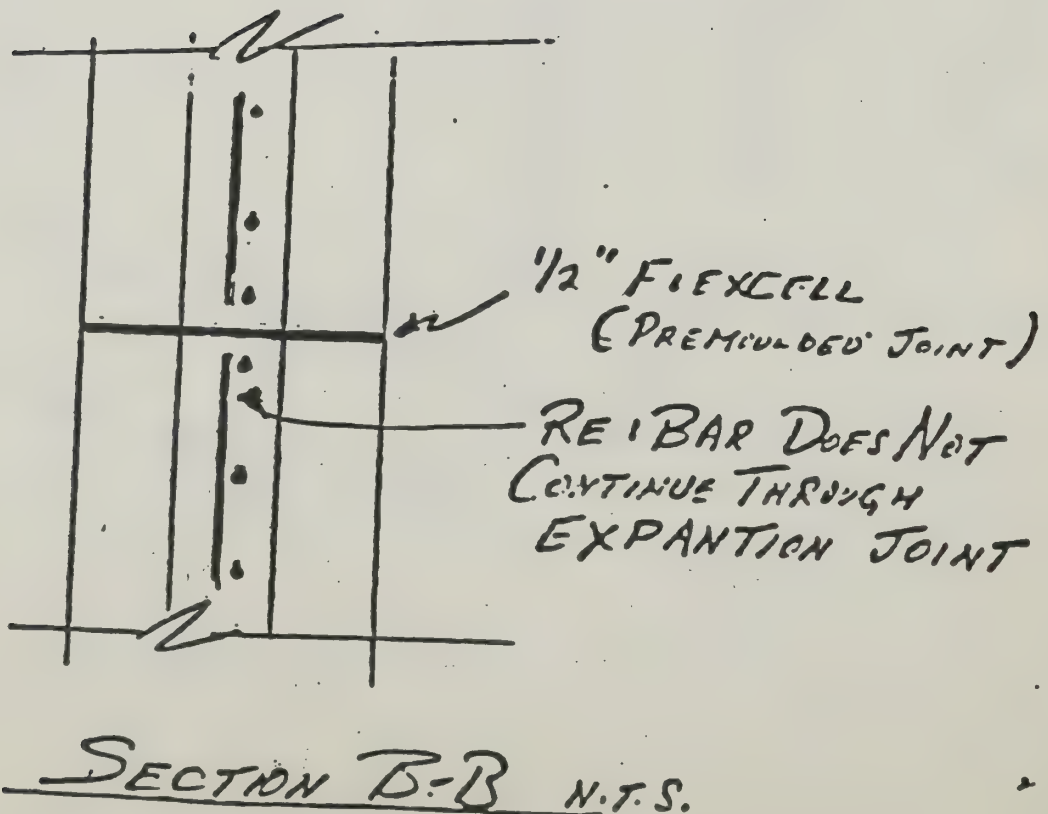 1/2" FLEXCELL
(PREMOULDED JOINT)
RE:BAR DOES NOT
CONTINUE THROUGH
EXPANTION JOINT
SECTION B-B N.T.S.